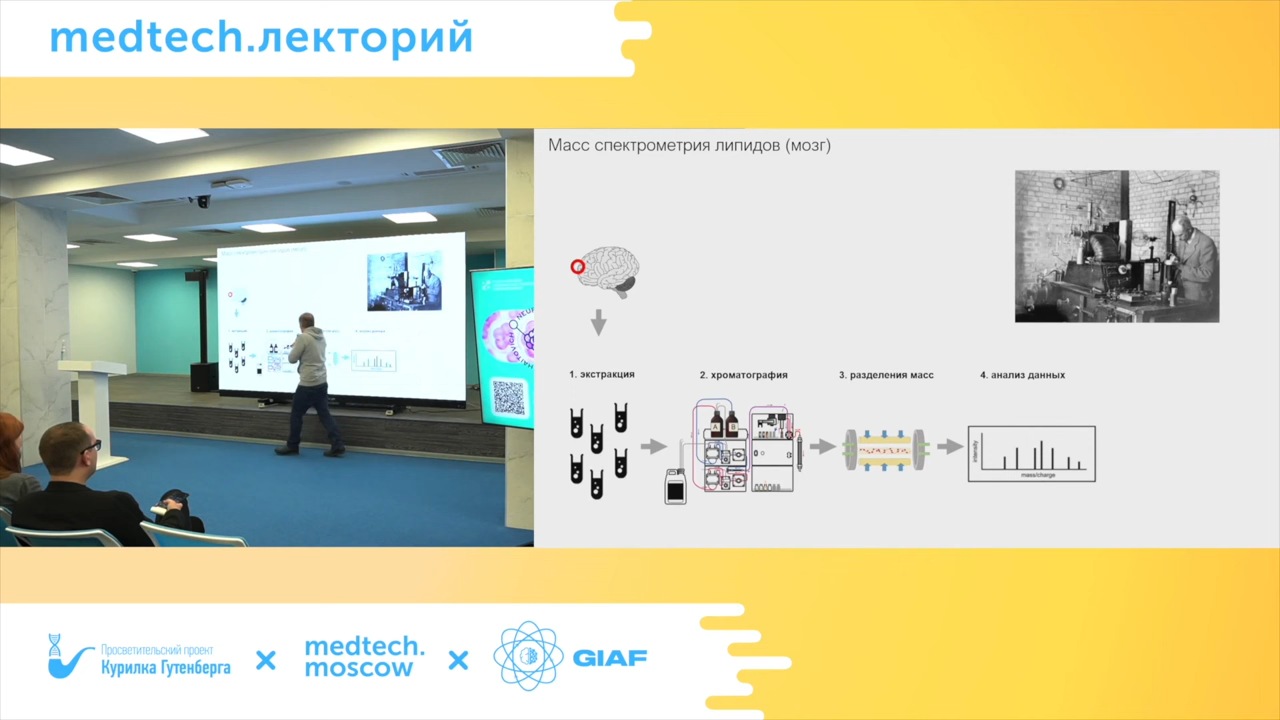 medtech.лекторий
Масс спектрометрия липидов (мозг)
1. экстракция
2. хроматография
3. разделения масс
4. анализ данных
A
B
intensity
mass/charge
Просветительский проект
Курилка Гутенберга
medtech.
moscow
GIAF